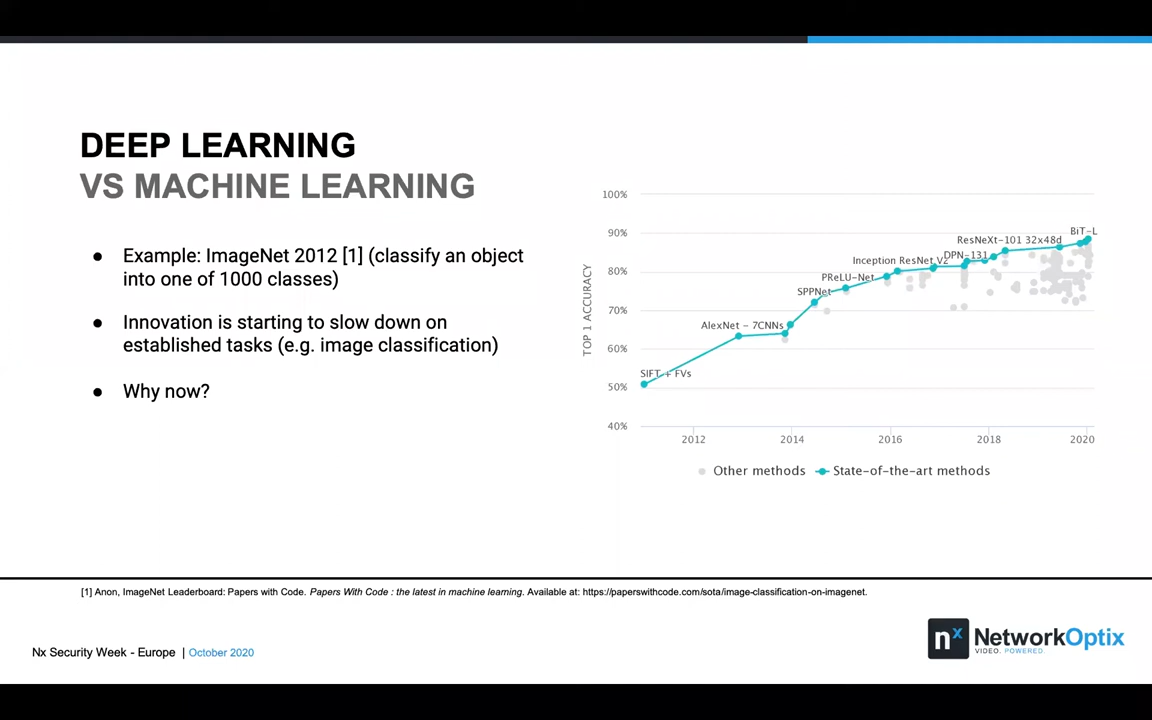 DEEP LEARNING
VS MACHINE LEARNING
● Example: ImageNet 2012 [1] (classify an object
into one of 1000 classes)
● Innovation is starting to slow down on
established tasks (e.g. image classification)
● Why now?
TOP 1 ACCURACY
100%
90%
80%
70%
60%
50%
40%
SIFT + FVs
AlexNet - 7CNNs
SPPNet
PReLU-Net
Inception ResNet V2
DPN-131
ResNeXt-101 32x48d
BiT-L
2012 2014 2016 2018 2020
Other methods State-of-the-art methods
[1] Anon, ImageNet Leaderboard: Papers with Code. Papers With Code : the latest in machine learning. Available at: https://paperswithcode.com/sota/image-classification-on-imagenet.
Nx Security Week - Europe | October 2020
nx NetworkOptix
VIDEO. POWERED.